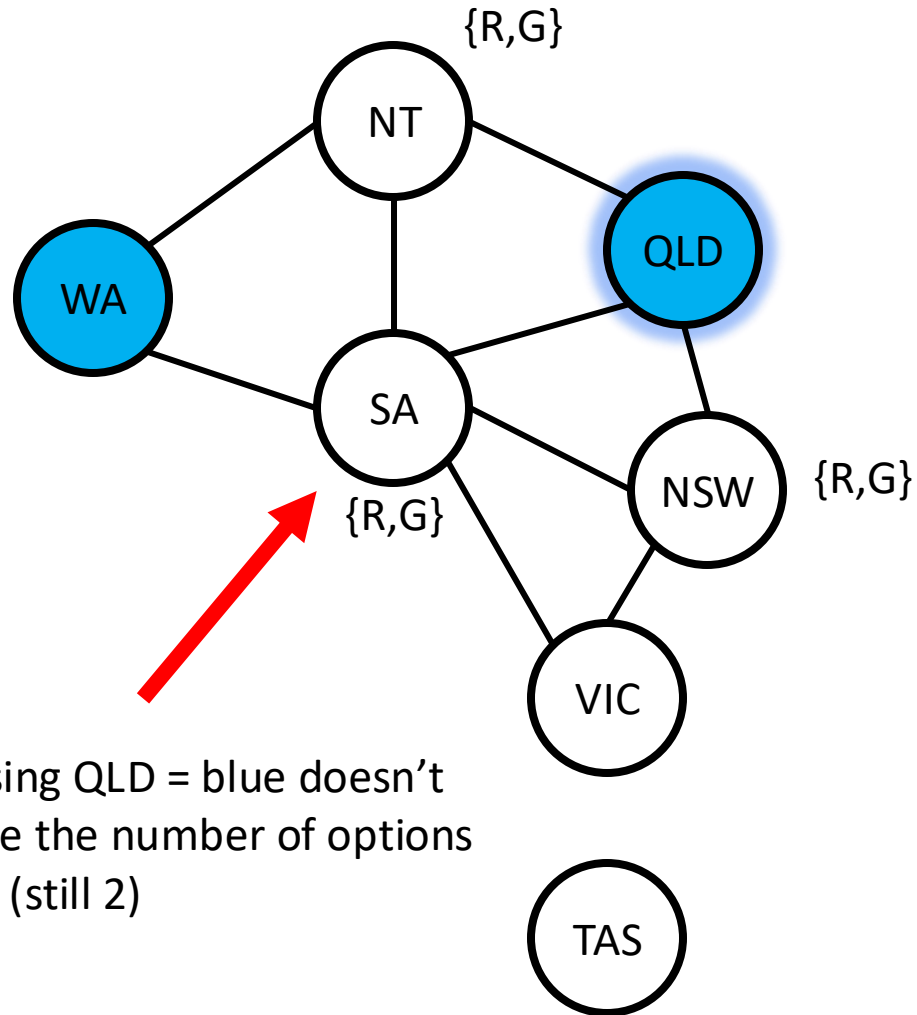 {R,G}
NT
QLD
WA
SA
{R,G}
NSW
{R,G}
VIC
sing QLD = blue doesn’t
e the number of options
(still 2)
TAS